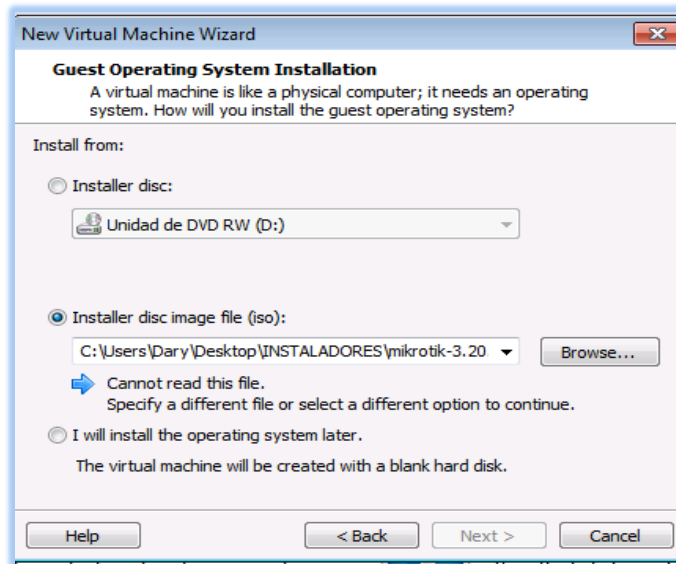 New Virtual Machine Wizard
Guest Operating System Installation
A virtual machine is like a physical computer; it needs an operating
system. How will you install the guest operating system?
Install from:
Installer disc:
Unidad de DVD RW (D:)
Installer disc image file (iso):
C:\Users\Dary\Desktop\INSTALADORES\mikrotik-3.20
Browse...
Cannot read this file.
Specify a different file or select a different option to continue.
I will install the operating system later.
The virtual machine will be created with a blank hard disk.
Help
< Back
Next >
Cancel